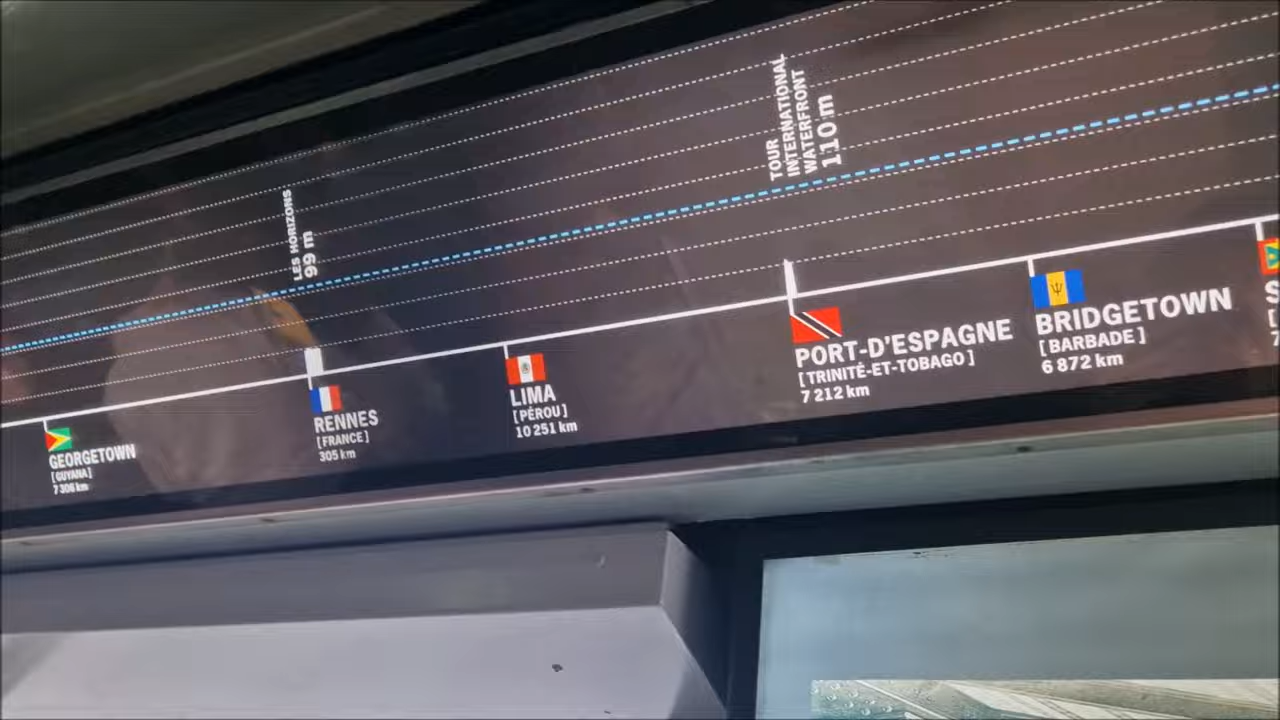 LES HORIZONS
99 m
TOUR
INTERNATIONAL
WATERFRONT
110 m
GEORGETOWN
[GUYANA]
7 306 km
RENNES
[FRANCE]
305 km
LIMA
[PÉROU]
10 251 km
PORT-D'ESPAGNE
[TRINITÉ-ET-TOBAGO]
7 212 km
BRIDGETOWN
[BARBADE]
6 872 km